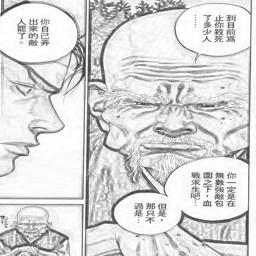 到目前為
止你殺死
了多少人
……
你一定是在
無數強敵包
圍之下，血
戰求生吧…
但是，
那只不
過是…
你自己弄
出來的敵
人罷了。